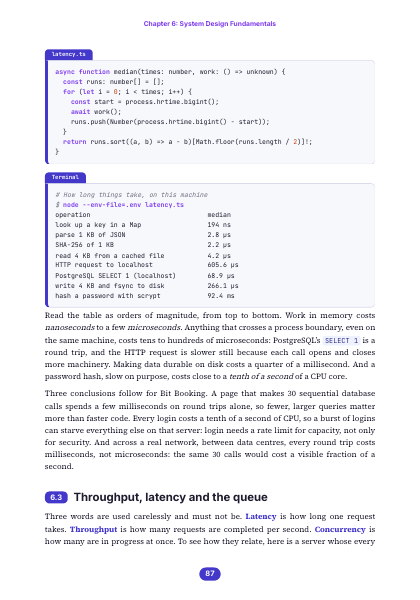 Chapter 6: System Design Fundamentals
latency.ts
async function median(times: number, work: () => unknown) {
const runs: number[] = [];
for (let i = 0; i < times; i++) {
const start = process.hrtime.bigint();
await work();
runs.push(Number(process.hrtime.bigint() - start));
}
return runs.sort((a, b) => a - b)[Math.floor(runs.length / 2)]!;
}
Terminal
# How long things take, on this machine
$ node --env-file=.env latency.ts
operation median
look up a key in a Map 194 ns
parse 1 KB of JSON 2.8 µs
SHA-256 of 1 KB 2.2 µs
read 4 KB from a cached file 4.2 µs
HTTP request to localhost 605.6 µs
PostgreSQL SELECT 1 (localhost) 68.9 µs
write 4 KB and fsync to disk 266.1 µs
hash a password with scrypt 92.4 ms
Read the table as orders of magnitude, from top to bottom. Work in memory costs
nanoseconds to a few microseconds. Anything that crosses a process boundary, even on
the same machine, costs tens to hundreds of microseconds: PostgreSQL's SELECT 1 is a
round trip, and the HTTP request is slower still because each call opens and closes
more machinery. Making data durable on disk costs a quarter of a millisecond. And a
password hash, slow on purpose, costs close to a tenth of a second of a CPU core.
Three conclusions follow for Bit Booking. A page that makes 30 sequential database
calls spends a few milliseconds on round trips alone, so fewer, larger queries matter
more than faster code. Every login costs a tenth of a second of CPU, so a burst of logins
can starve everything else on that server: login needs a rate limit for capacity, not only
for security. And across a real network, between data centres, every round trip costs
milliseconds, not microseconds: the same 30 calls would cost a visible fraction of a
second.
6.3 Throughput, latency and the queue
Three words are used carelessly and must not be. Latency is how long one request
takes. Throughput is how many requests are completed per second. Concurrency is
how many are in progress at once. To see how they relate, here is a server whose every
87